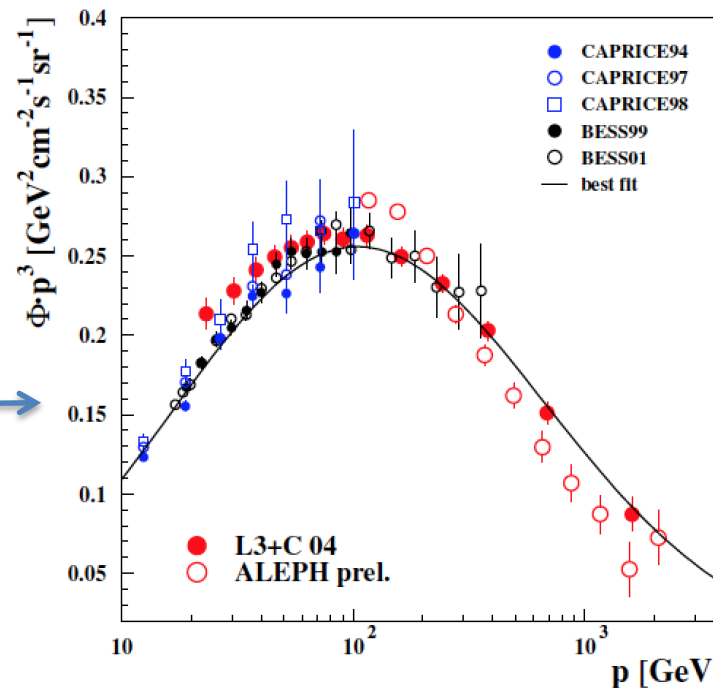 Φ·p³ [GeV²cm⁻²s⁻¹sr⁻¹]
0.4
0.35
0.3
0.25
0.2
0.15
0.1
0.05
CAPRICE94
CAPRICE97
CAPRICE98
BESS99
BESS01
best fit
L3+C 04
ALEPH prel.
10 10² 10³
p [GeV